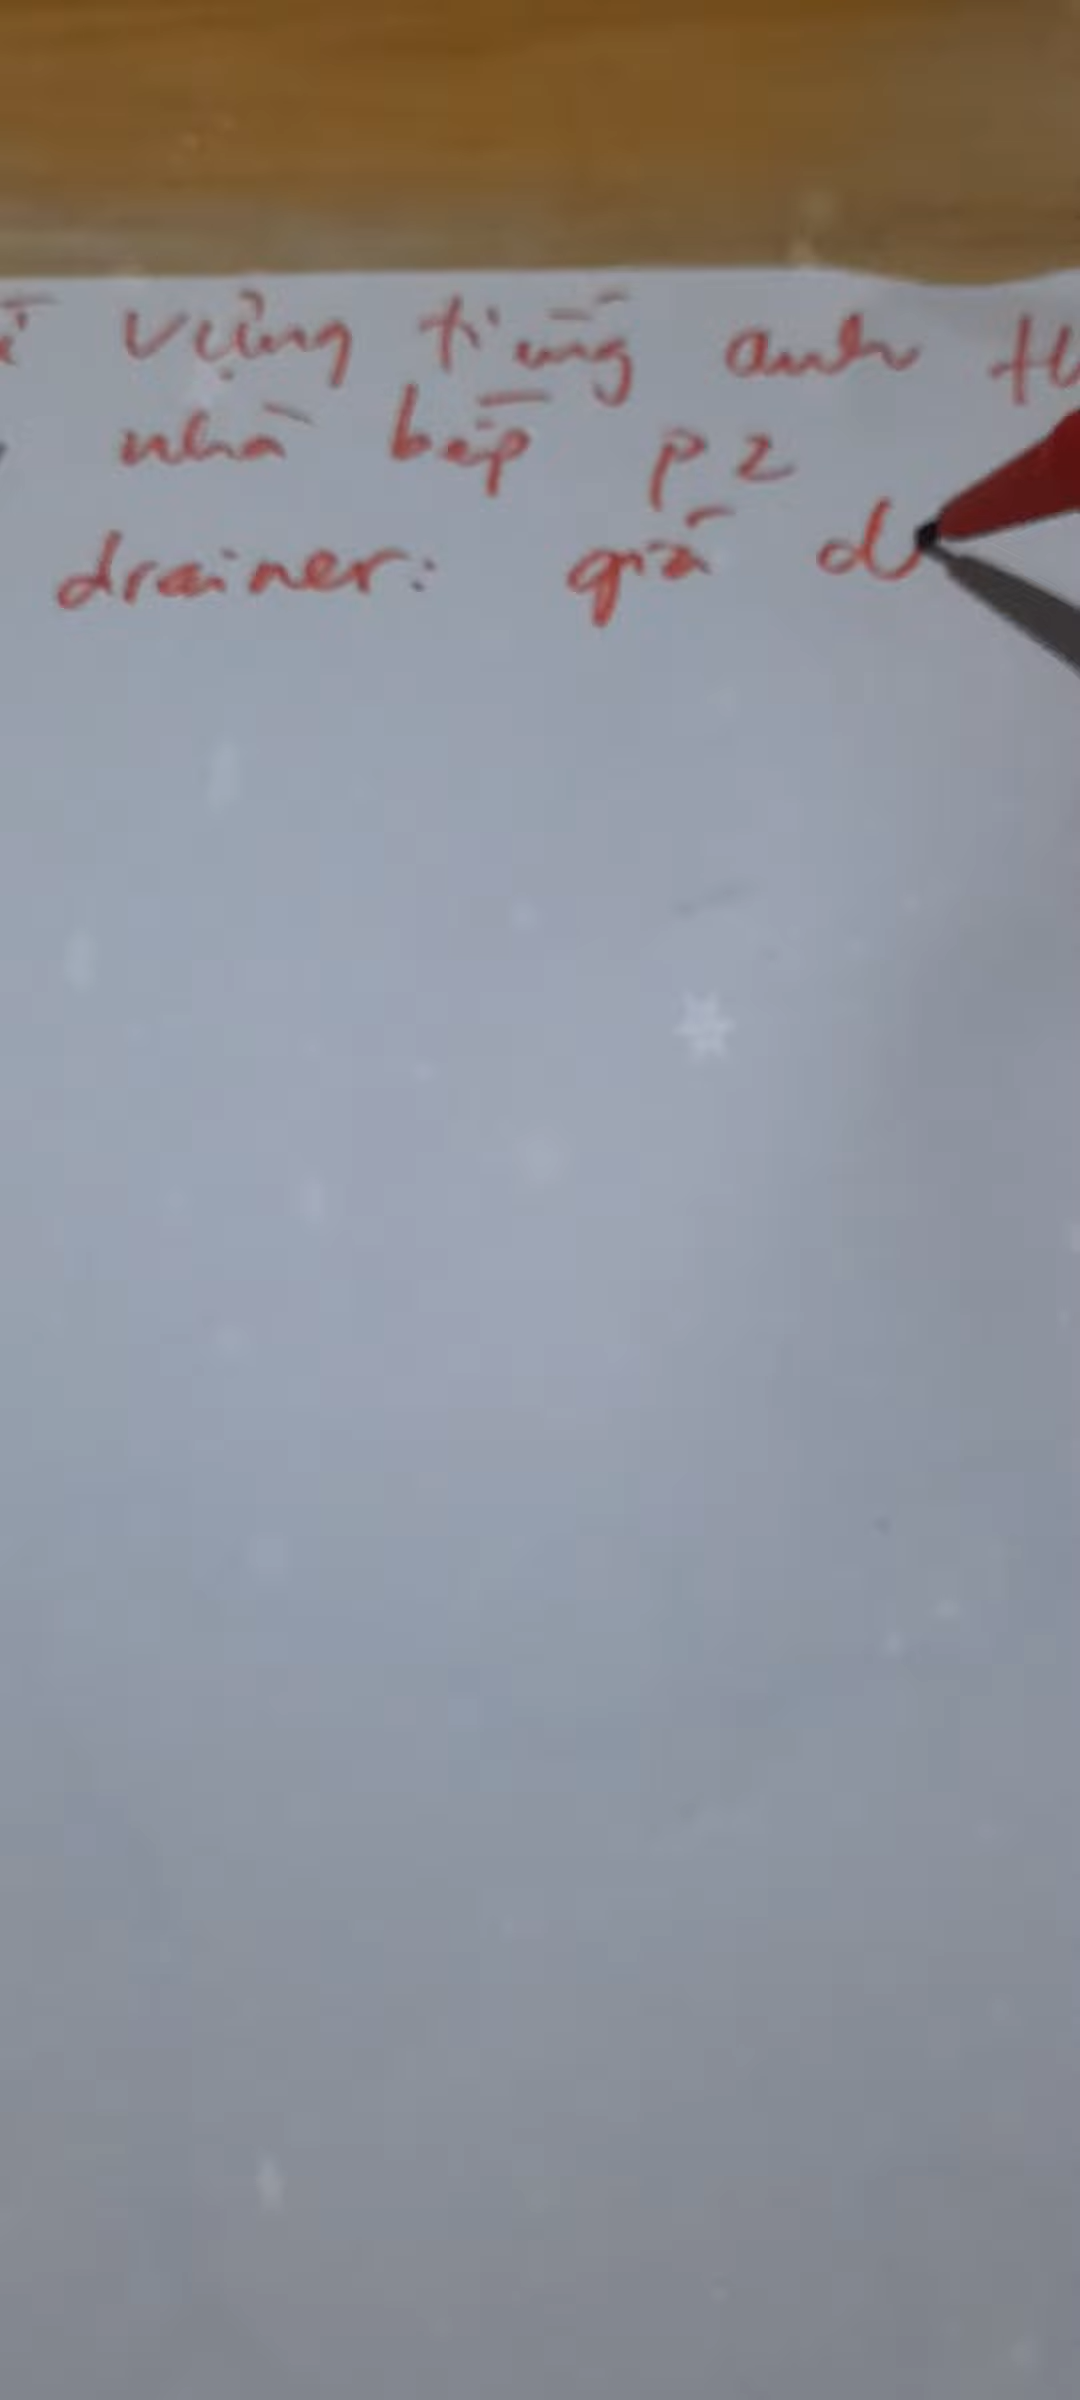 vựng tiếng anh
nhà bếp p2
drainer: giá